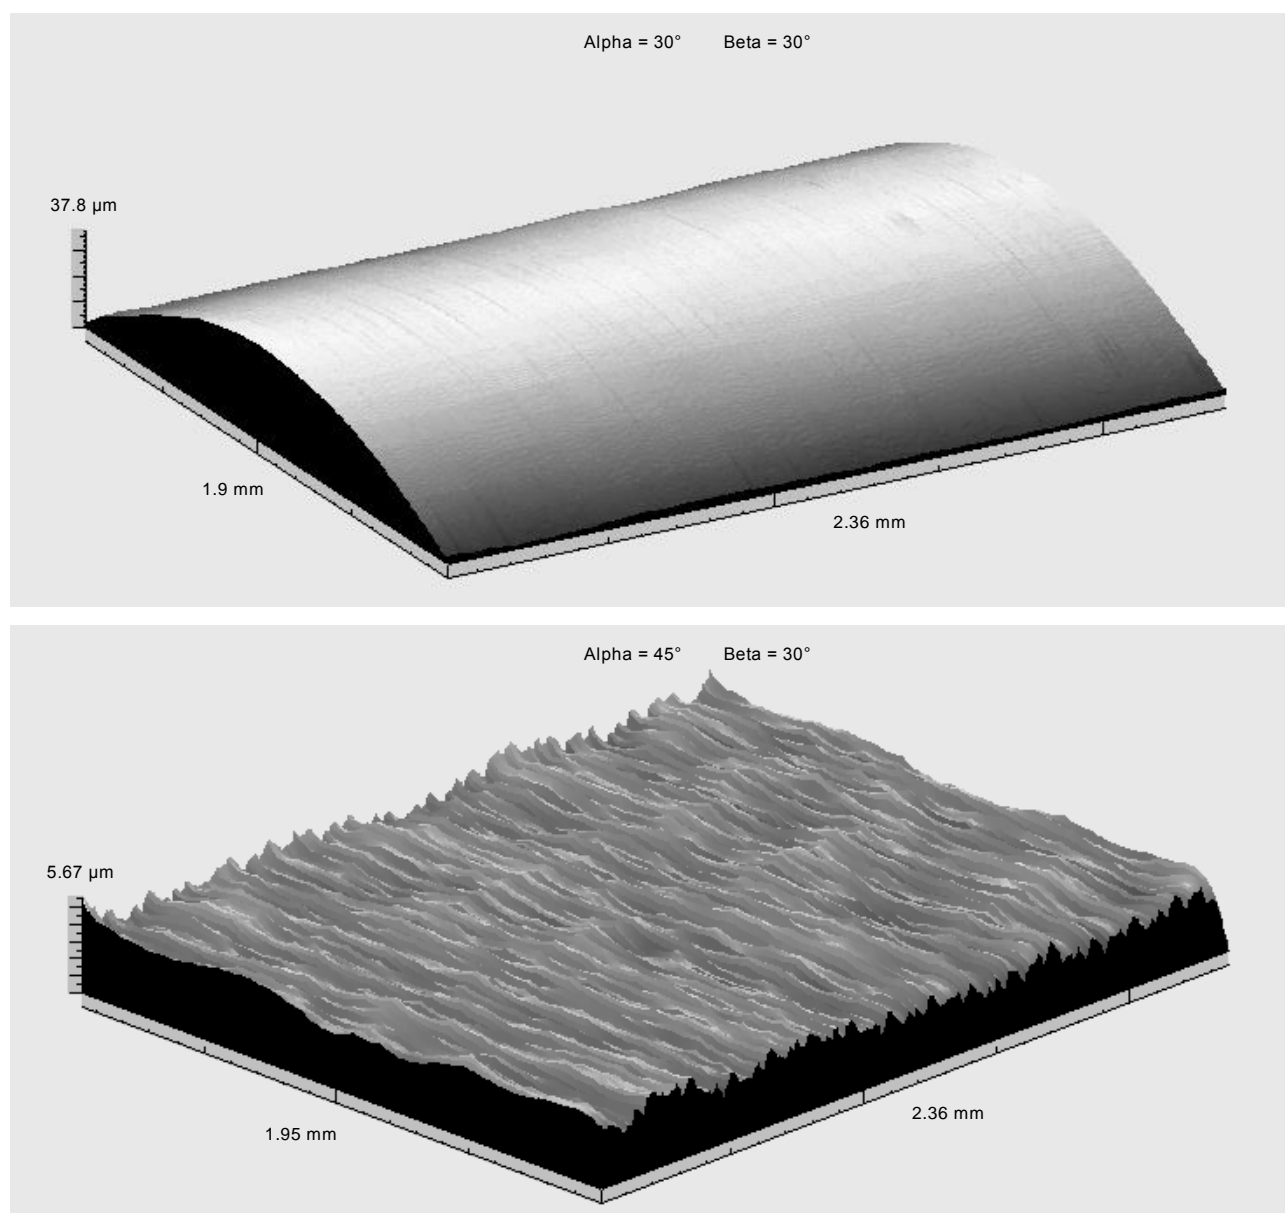 Alpha = 30° Beta = 30°
37.8 µm
1.9 mm
2.36 mm
Alpha = 45° Beta = 30°
5.67 µm
2.36 mm
1.95 mm